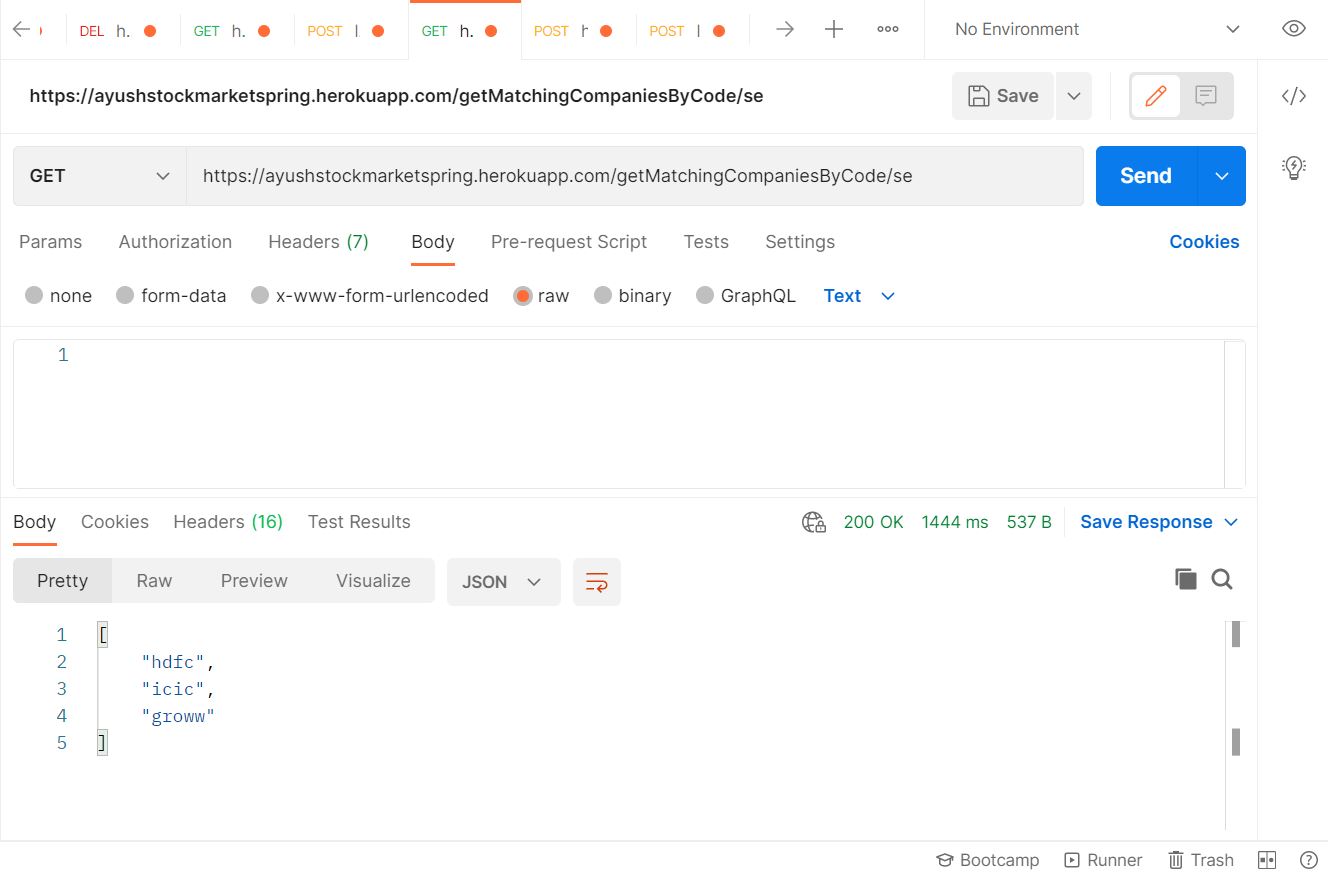 DEL h.
GET h.
POST l
GET h.
POST h
POST l
No Environment
https://ayushstockmarketspring.herokuapp.com/getMatchingCompaniesByCode/se
Save
GET
https://ayushstockmarketspring.herokuapp.com/getMatchingCompaniesByCode/se
Send
Params Authorization Headers (7) Body Pre-request Script Tests Settings Cookies
none form-data x-www-form-urlencoded raw binary GraphQL Text
1
Body Cookies Headers (16) Test Results 200 OK 1444 ms 537 B Save Response
Pretty Raw Preview Visualize JSON
1 [
2 "hdfc",
3 "icic",
4 "groww"
5 ]
Bootcamp Runner Trash